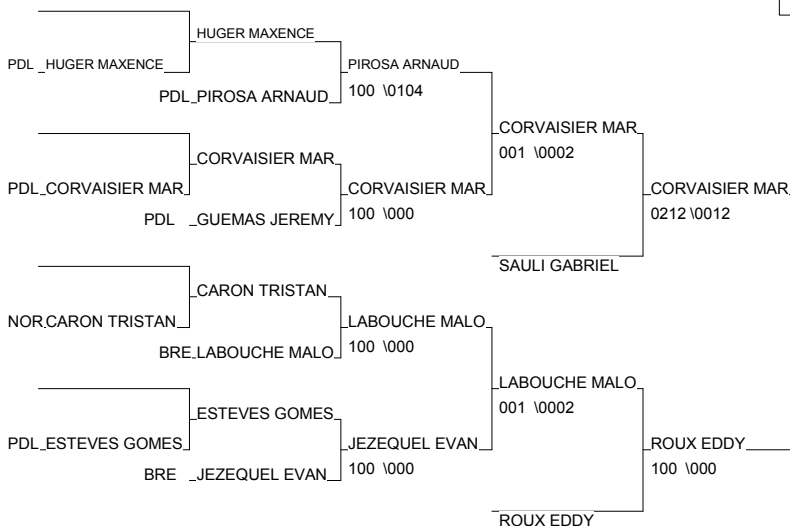 HUGER MAXENCE
PDL HUGER MAXENCE
PIROSA ARNAUD
PDL PIROSA ARNAUD
100 \0104
CORVAISIER MAR
001 \0002
CORVAISIER MAR
PDL CORVAISIER MAR
CORVAISIER MAR
CORVAISIER MAR
PDL GUEMAS JEREMY
100 \000
0212 \0012
SAULI GABRIEL
CARON TRISTAN
NOR CARON TRISTAN
LABOUCHE MALO
BRE LABOUCHE MALO
100 \000
LABOUCHE MALO
001 \0002
ESTEVES GOMES
PDL ESTEVES GOMES
JEZEQUEL EVAN
ROUX EDDY
BRE JEZEQUEL EVAN
100 \000
100 \000
ROUX EDDY